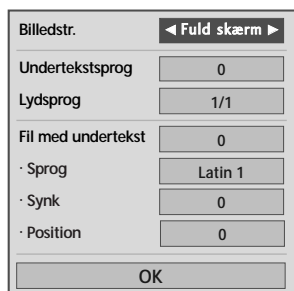 Billedstr. ◄ Fuld skærm ►
Undertekstsprog 0
Lydsprog 1/1
Fil med undertekst 0
· Sprog Latin 1
· Synk 0
· Position 0
OK